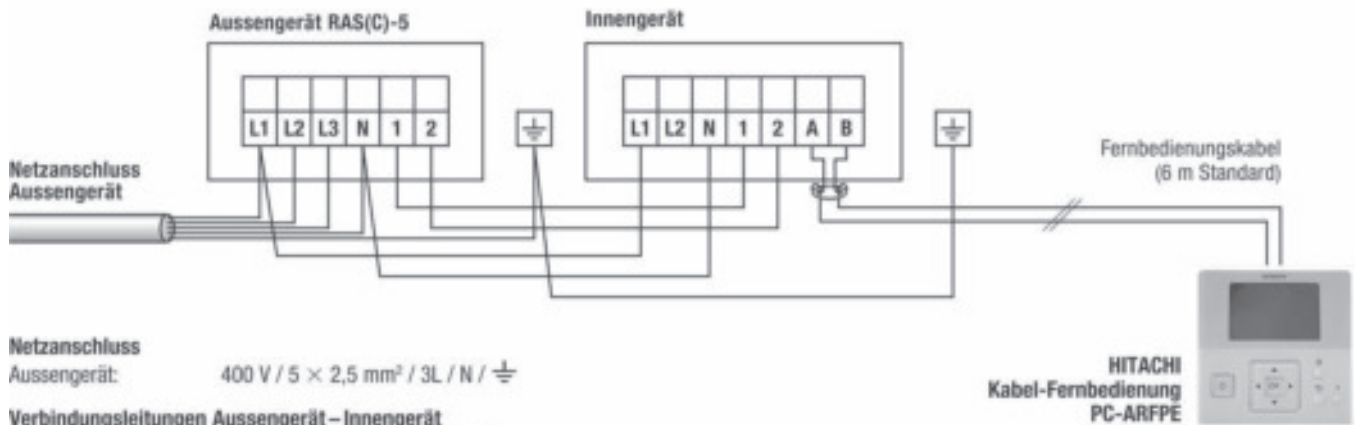 Aussengerät RAS(C)-5
Innengerät
L1 L2 L3 N 1 2
L1 L2 N 1 2 A B
Netzanschluss
Aussengerät
Fernbedienungskabel
(6 m Standard)
Netzanschluss
Aussengerät: 400 V / 5 × 2,5 mm² / 3L / N / ⏚
HITACHI
Kabel-Fernbedienung
PC-ARFPE
Verbindungsleitungen Aussengerät – Innengerät